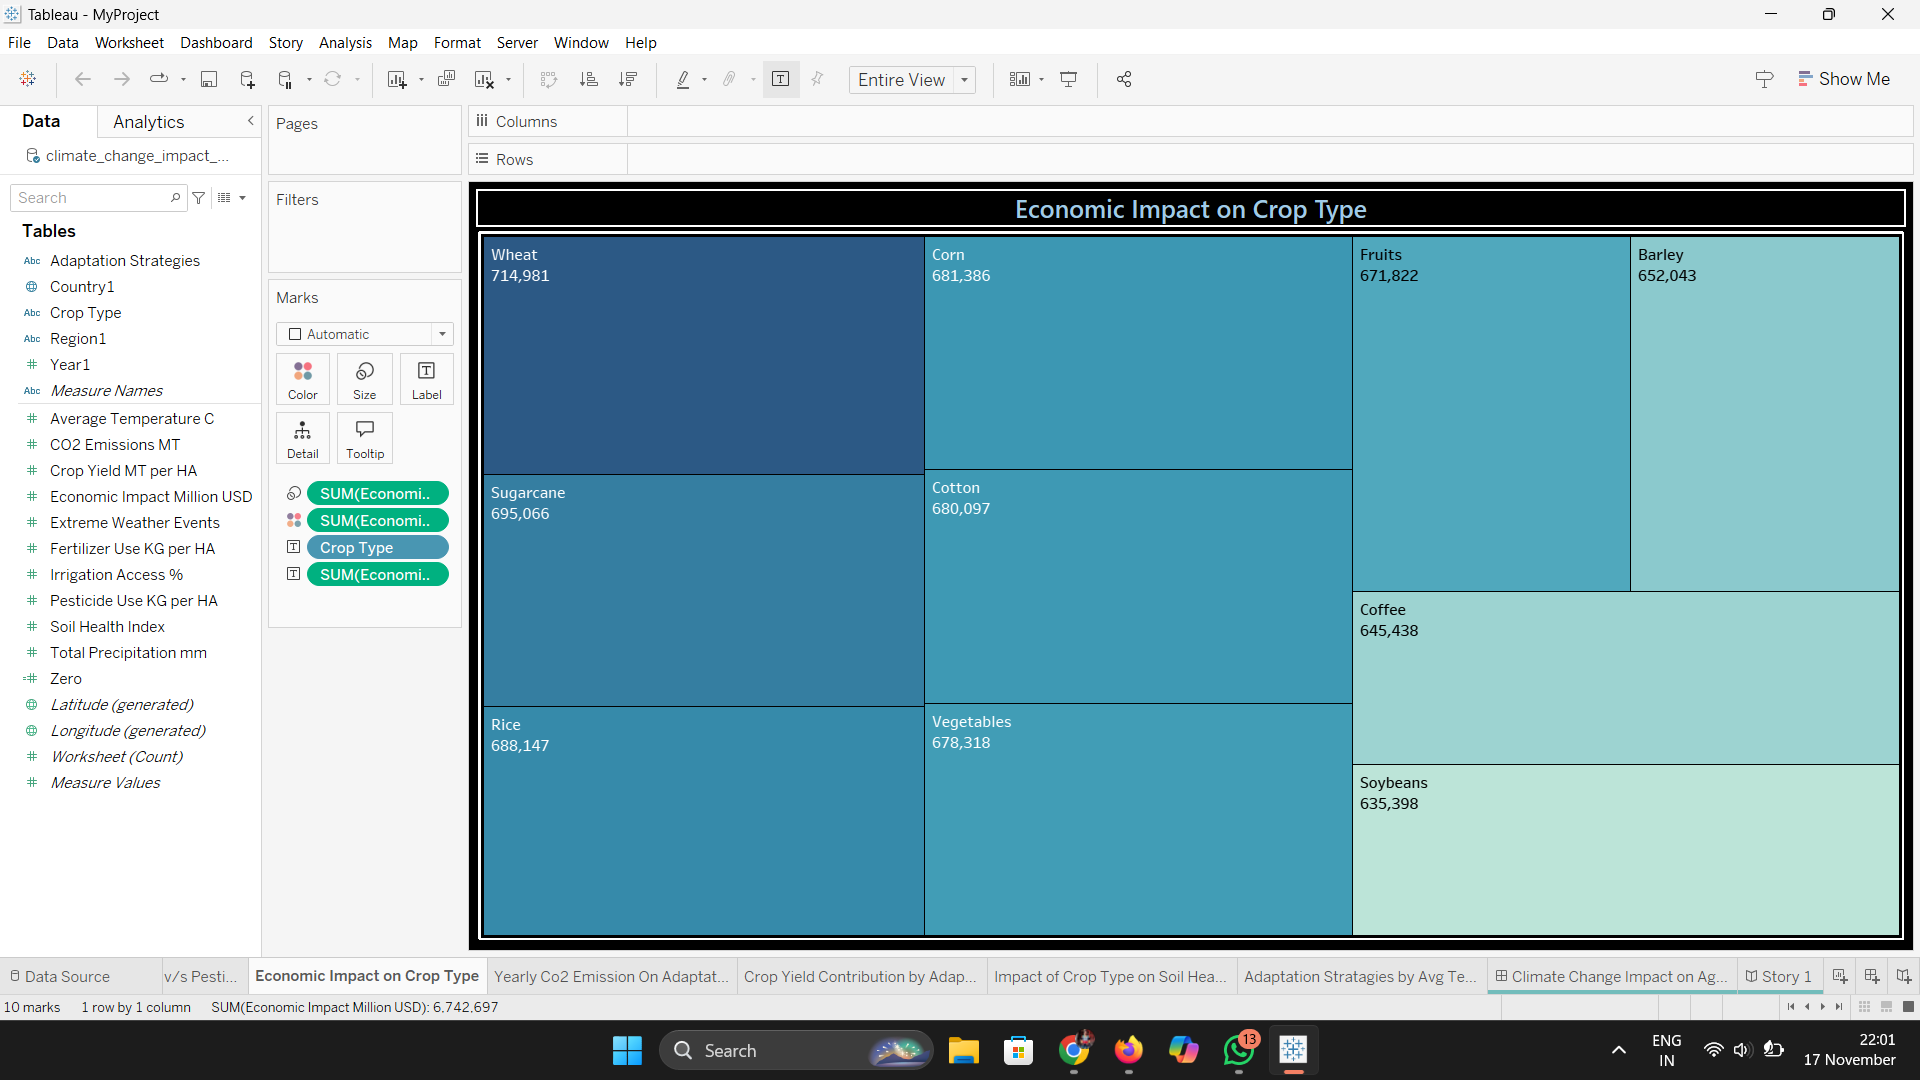 Tableau - MyProject
File Data Worksheet Dashboard Story Analysis Map Format Server Window Help
Entire View
Show Me
Data Analytics
climate_change_impact_...
Search
Tables
Abc Adaptation Strategies
Country1
Abc Crop Type
Abc Region1
# Year1
Abc Measure Names
# Average Temperature C
# CO2 Emissions MT
# Crop Yield MT per HA
# Economic Impact Million USD
# Extreme Weather Events
# Fertilizer Use KG per HA
# Irrigation Access %
# Pesticide Use KG per HA
# Soil Health Index
# Total Precipitation mm
=# Zero
Latitude (generated)
Longitude (generated)
# Worksheet (Count)
# Measure Values
Pages
Filters
Marks
Automatic
Color Size Label
Detail Tooltip
SUM(Economi..
SUM(Economi..
Crop Type
SUM(Economi..
Columns
Rows
Economic Impact on Crop Type
Wheat
714,981
Sugarcane
695,066
Rice
688,147
Corn
681,386
Cotton
680,097
Vegetables
678,318
Fruits
671,822
Barley
652,043
Coffee
645,438
Soybeans
635,398
Data Source v/s Pesti... Economic Impact on Crop Type Yearly Co2 Emission On Adaptat... Crop Yield Contribution by Adap... Impact of Crop Type on Soil Hea... Adaptation Stratagies by Avg Te... Climate Change Impact on Ag... Story 1
10 marks 1 row by 1 column SUM(Economic Impact Million USD): 6,742,697
Search
13
ENG
IN
22:01
17 November